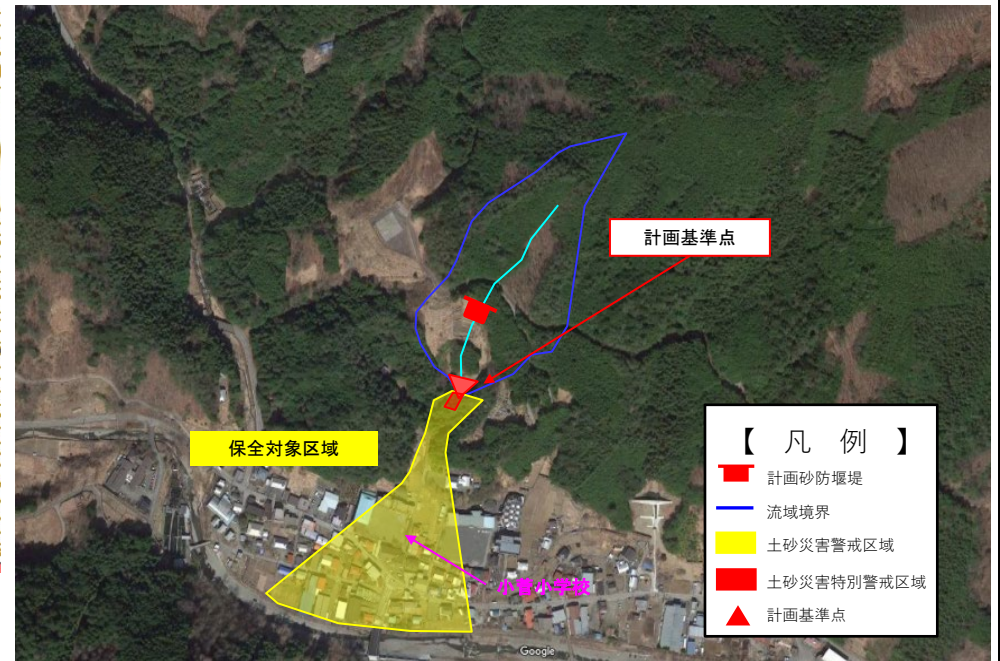 計画基準点
保全対象区域
小菅小学校
【 凡 例 】
計画砂防堰堤
流域境界
土砂災害警戒区域
土砂災害特別警戒区域
計画基準点
Google